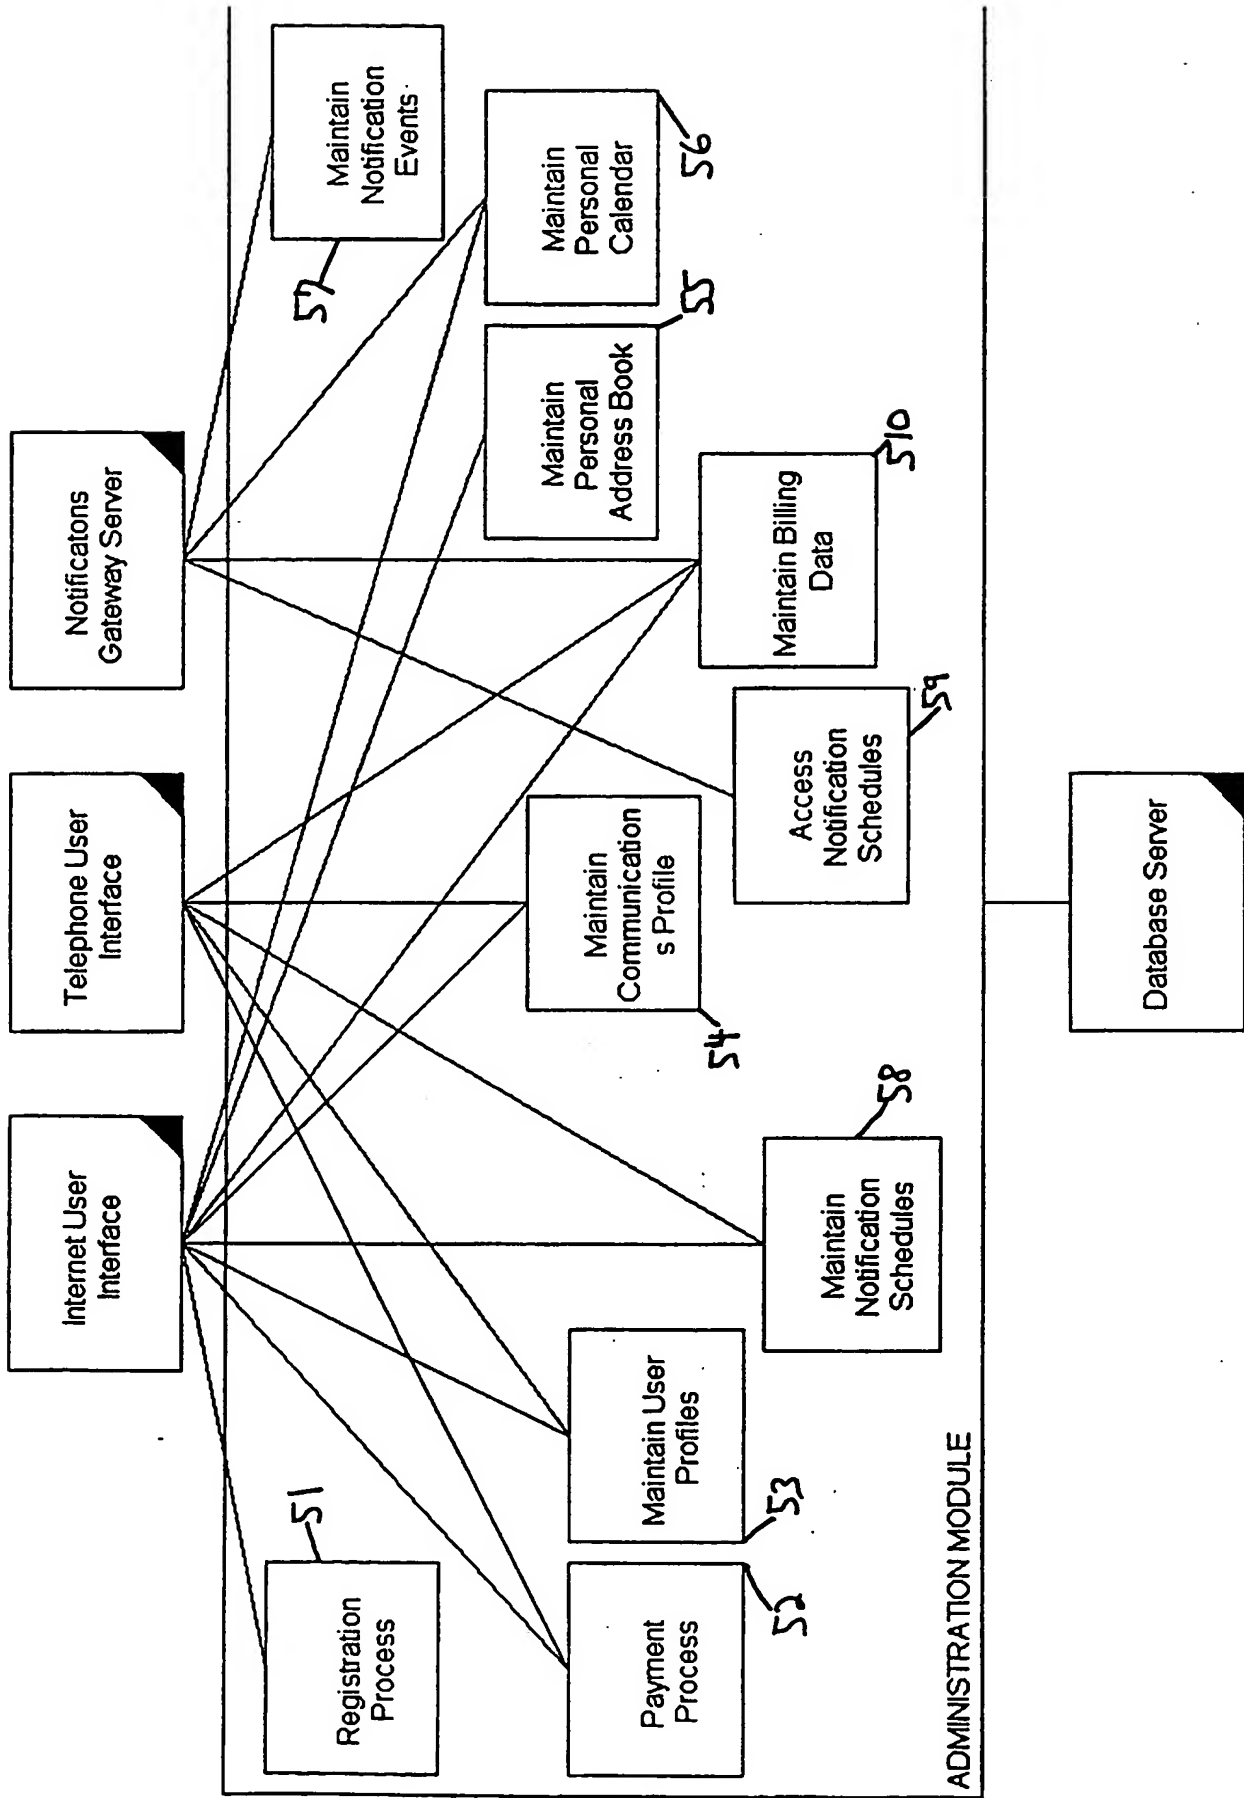 Internet User
Interface
Telephone User
Interface
Notificatons
Gateway Server
Registration
Process
51
Maintain
Notification
Events
57
Payment
Process
52
Maintain User
Profiles
53
Maintain
Communication
s Profile
54
Maintain
Personal
Address Book
55
Maintain
Personal
Calendar
56
Maintain
Notification
Schedules
58
Access
Notification
Schedules
59
Maintain Billing
Data
510
ADMINISTRATION MODULE
Database Server